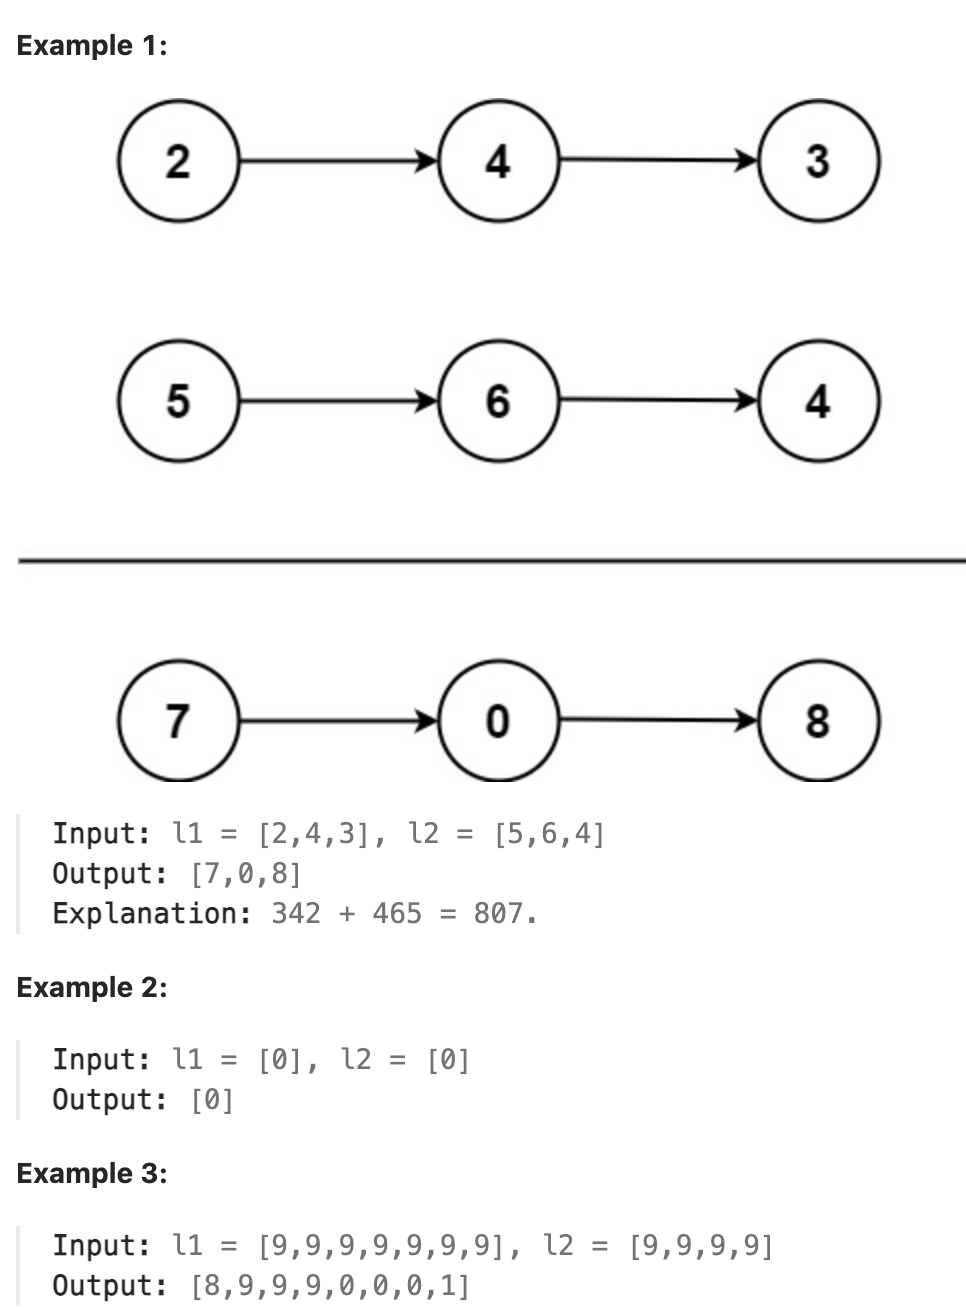 Example 1:
2 4 3
5 6 4
7 0 8
Input: l1 = [2,4,3], l2 = [5,6,4]
Output: [7,0,8]
Explanation: 342 + 465 = 807.
Example 2:
Input: l1 = [0], l2 = [0]
Output: [0]
Example 3:
Input: l1 = [9,9,9,9,9,9,9], l2 = [9,9,9,9]
Output: [8,9,9,9,0,0,0,1]